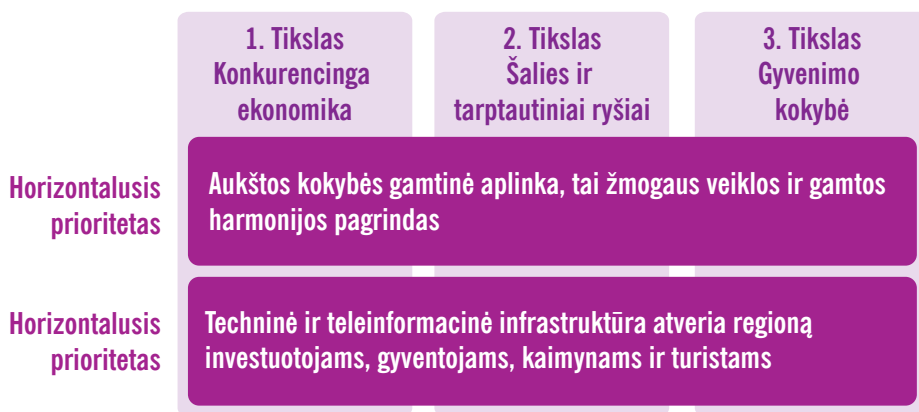 1. Tikslas
Konkurencinga
ekonomika
2. Tikslas
Šalies ir
tarptautiniai ryšiai
3. Tikslas
Gyvenimo
kokybė
Horizontalusis
prioritetas
Aukštos kokybės gamtinė aplinka, tai žmogaus veiklos ir gamtos
harmonijos pagrindas
Horizontalusis
prioritetas
Techninė ir teleinformacinė infrastruktūra atveria regioną
investuotojams, gyventojams, kaimynams ir turistams